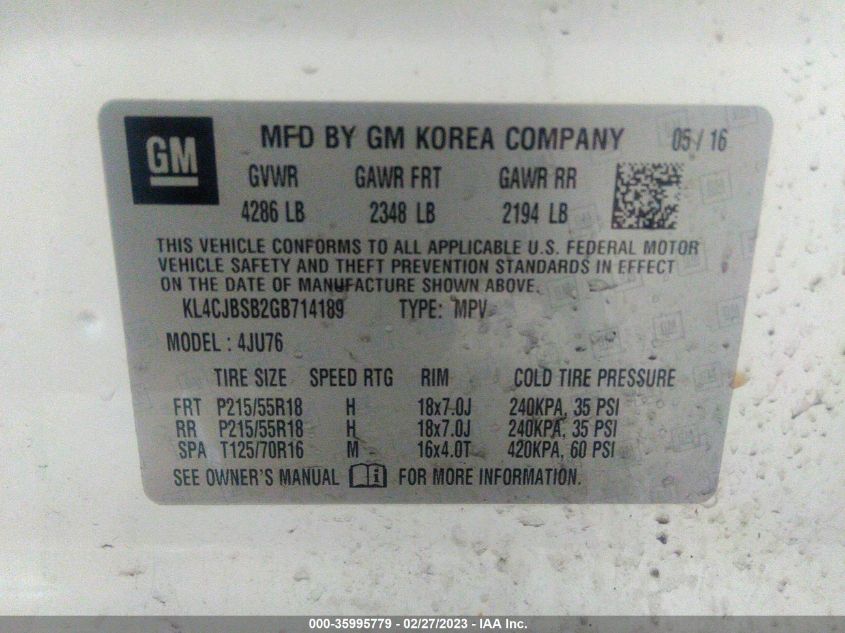 GM
MFD BY GM KOREA COMPANY 05/16
GVWR GAWR FRT GAWR RR
4286 LB 2348 LB 2194 LB
THIS VEHICLE CONFORMS TO ALL APPLICABLE U.S. FEDERAL MOTOR
VEHICLE SAFETY AND THEFT PREVENTION STANDARDS IN EFFECT
ON THE DATE OF MANUFACTURE SHOWN ABOVE.
KL4CJBSB2GB714189 TYPE: MPV
MODEL : 4JU76
TIRE SIZE SPEED RTG RIM COLD TIRE PRESSURE
FRT P215/55R18 H 18x7.0J 240KPA, 35 PSI
RR P215/55R18 H 18x7.0J 240KPA, 35 PSI
SPA T125/70R16 M 16x4.0T 420KPA, 60 PSI
SEE OWNER'S MANUAL FOR MORE INFORMATION.
000-35995779 - 02/27/2023 - IAA Inc.